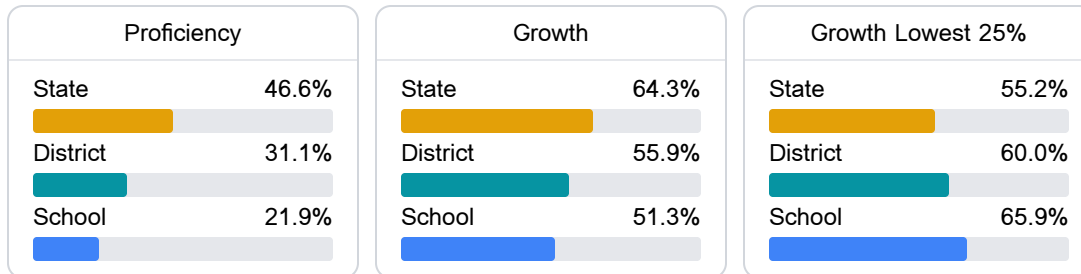 Proficiency
State 46.6%
District 31.1%
School 21.9%
Growth
State 64.3%
District 55.9%
School 51.3%
Growth Lowest 25%
State 55.2%
District 60.0%
School 65.9%